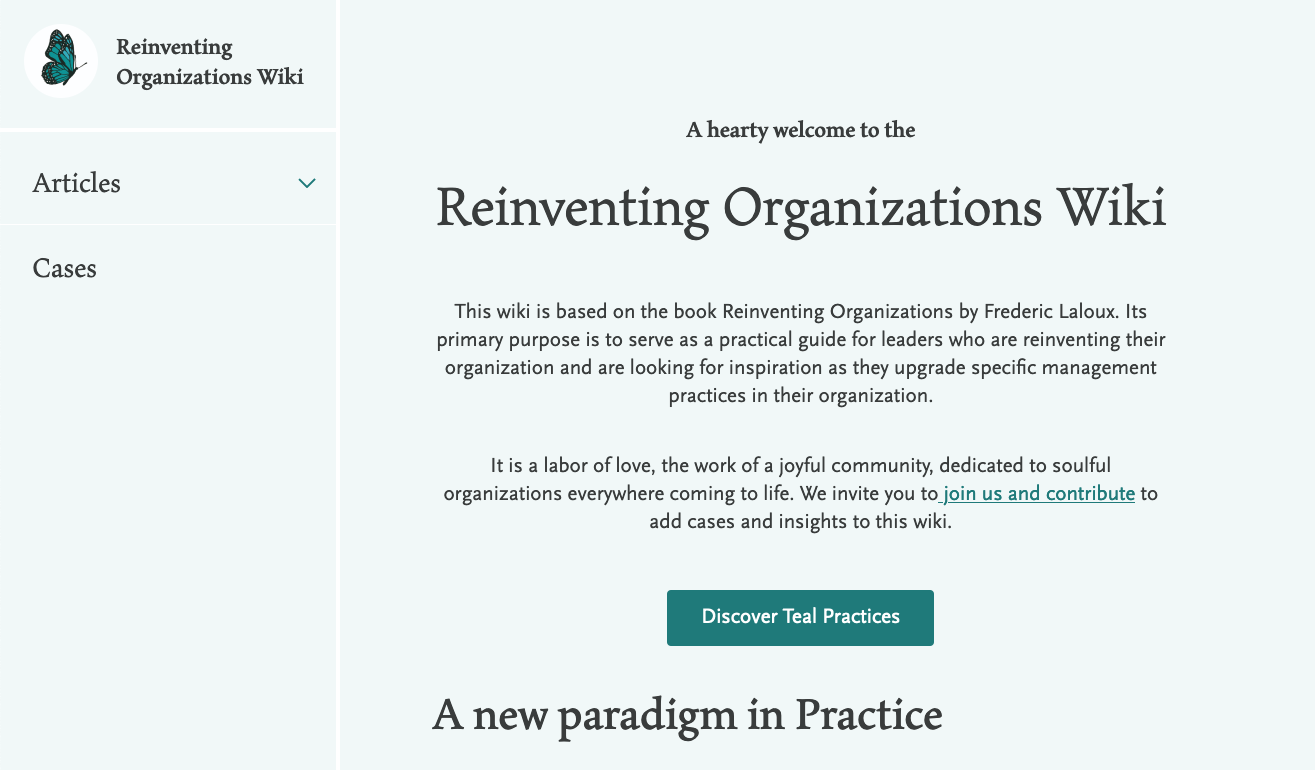 Reinventing
Organizations Wiki
Articles
Cases
A hearty welcome to the
Reinventing Organizations Wiki
This wiki is based on the book Reinventing Organizations by Frederic Laloux. Its
primary purpose is to serve as a practical guide for leaders who are reinventing their
organization and are looking for inspiration as they upgrade specific management
practices in their organization.
It is a labor of love, the work of a joyful community, dedicated to soulful
organizations everywhere coming to life. We invite you to join us and contribute to
add cases and insights to this wiki.
Discover Teal Practices
A new paradigm in Practice